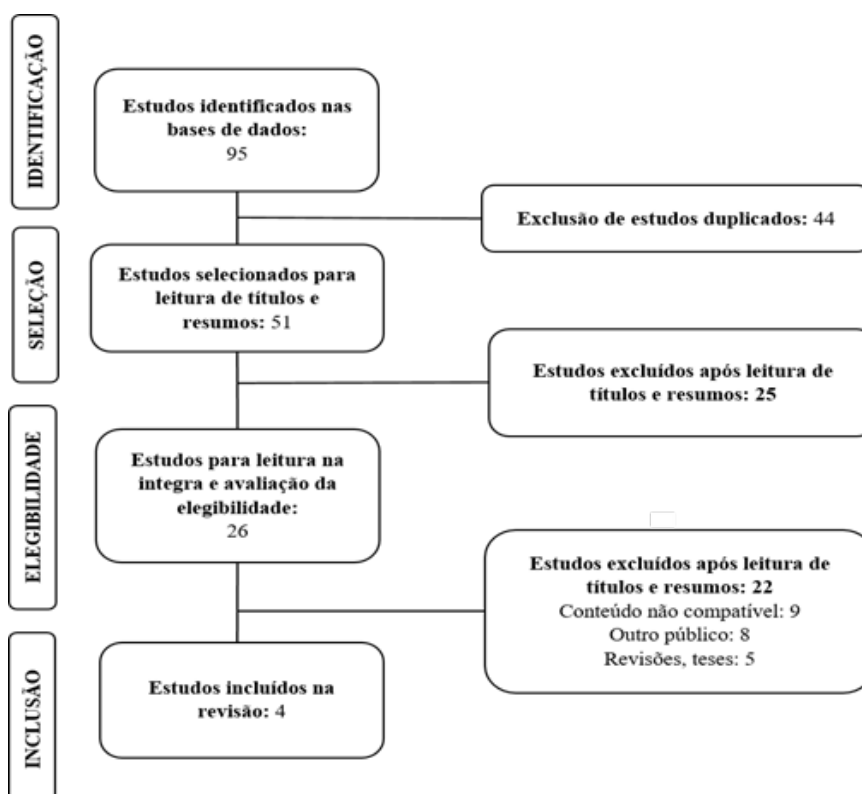 IDENTIFICAÇÃO
Estudos identificados nas
bases de dados:
95
Exclusão de estudos duplicados: 44
SELEÇÃO
Estudos selecionados para
leitura de títulos e
resumos: 51
Estudos excluídos após leitura de
títulos e resumos: 25
ELEGIBILIDADE
Estudos para leitura na
integra e avaliação da
elegibilidade:
26
Estudos excluídos após leitura de
títulos e resumos: 22
Conteúdo não compatível: 9
Outro público: 8
Revisões, teses: 5
INCLUSÃO
Estudos incluídos na
revisão: 4